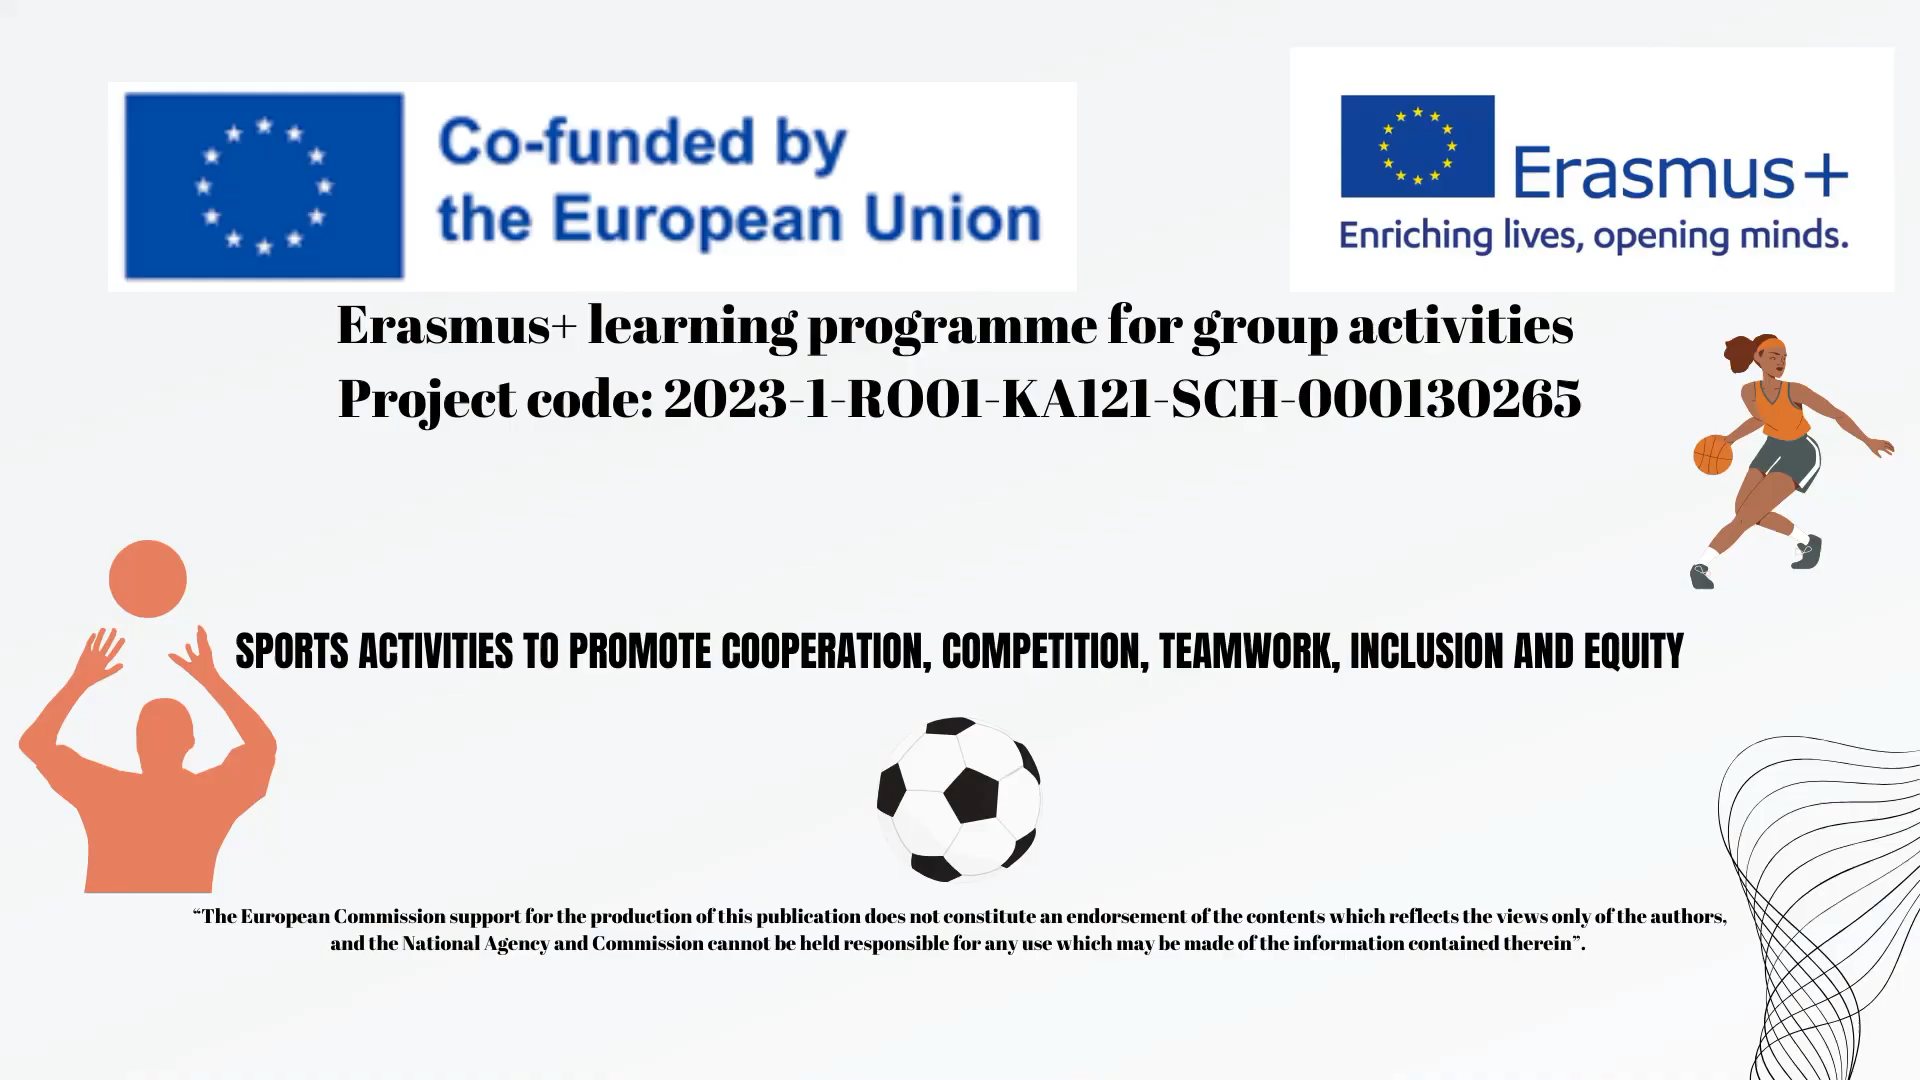 Co-funded by
the European Union
Erasmus+
Enriching lives, opening minds.
Erasmus+ learning programme for group activities
Project code: 2023-1-RO01-KA121-SCH-000130265
SPORTS ACTIVITIES TO PROMOTE COOPERATION, COMPETITION, TEAMWORK, INCLUSION AND EQUITY
“The European Commission support for the production of this publication does not constitute an endorsement of the contents which reflects the views only of the authors,
and the National Agency and Commission cannot be held responsible for any use which may be made of the information contained therein”.